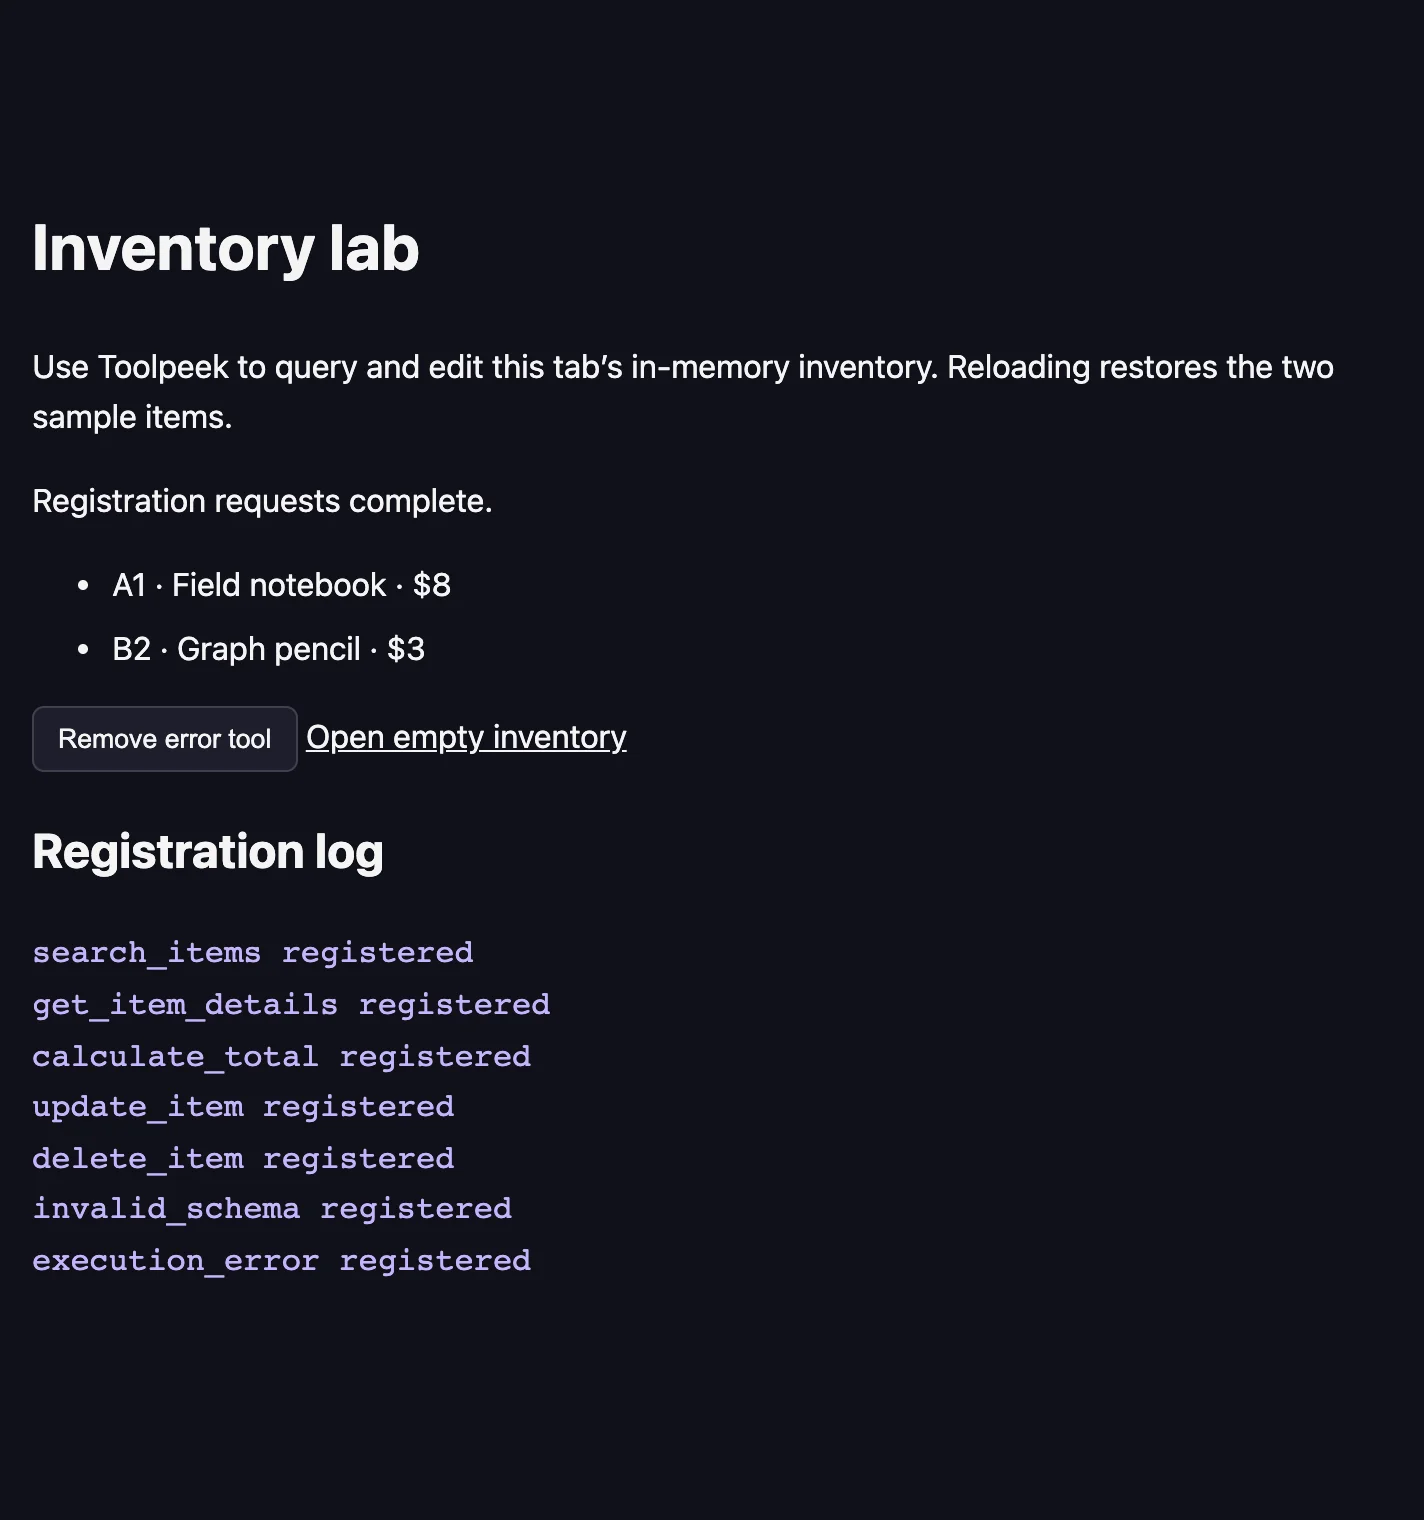 Inventory lab
Use Toolpeek to query and edit this tab’s in-memory inventory. Reloading restores the two
sample items.
Registration requests complete.
• A1 · Field notebook · $8
• B2 · Graph pencil · $3
Remove error tool Open empty inventory
Registration log
search_items registered
get_item_details registered
calculate_total registered
update_item registered
delete_item registered
invalid_schema registered
execution_error registered